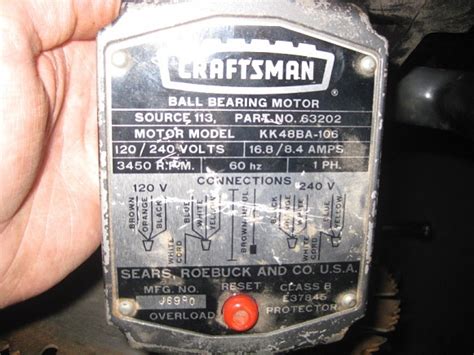 CRAFTSMAN
BALL BEARING MOTOR
SOURCE 113, PART NO. 63202
MOTOR MODEL KK48BA-106
120/240 VOLTS 16.8/8.4 AMPS
3450 R.P.M. 60 hz 1 PH.
CONNECTIONS
120 V 240 V
BROWN
ORANGE
BLACK
CORD
BLUE
WHITE
YELLOW
BROWN
ORANGE
BLACK
WHITE
CORD
BLUE
YELLOW
SEARS, ROEBUCK AND CO. U.S.A.
MFG. NO. RESET CLASS B
E37845
OVERLOAD PROTECTOR